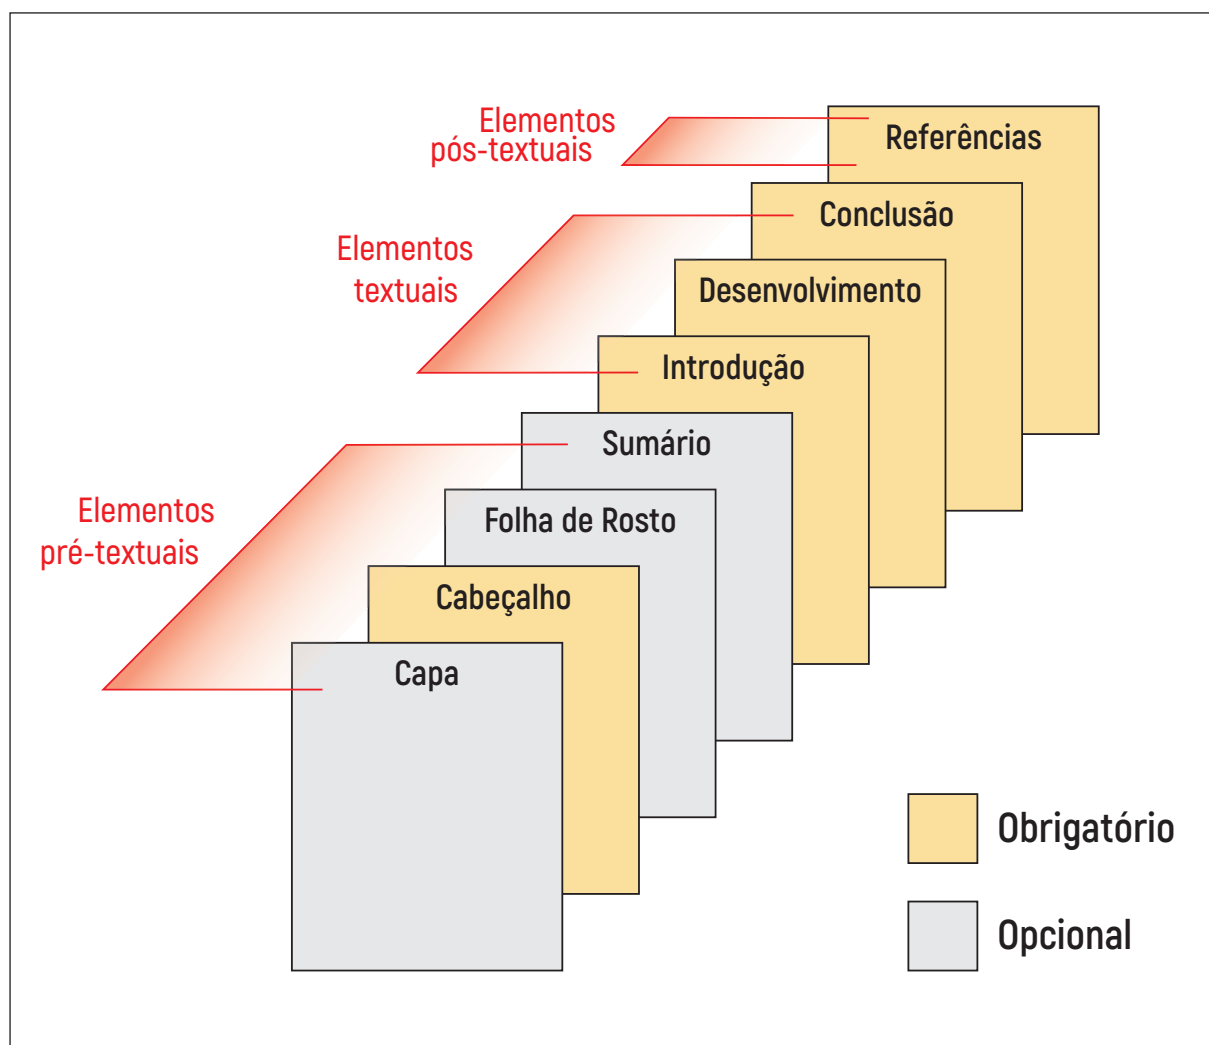 Elementos
pós-textuais
Referências
Conclusão
Elementos
textuais
Desenvolvimento
Introdução
Sumário
Elementos
pré-textuais
Folha de Rosto
Cabeçalho
Capa
Obrigatório
Opcional